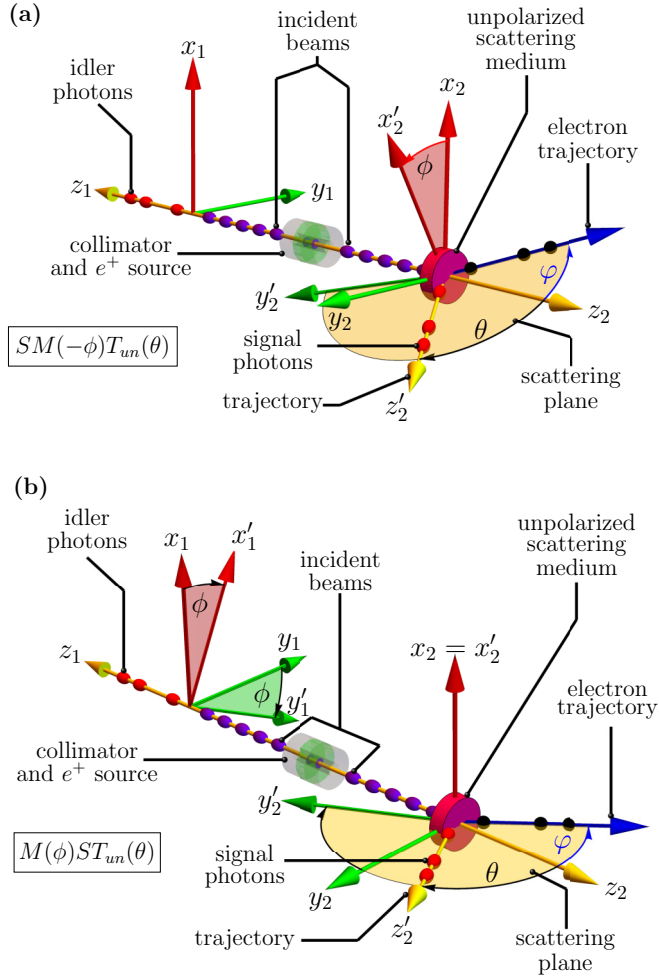 (a)
idler
photons
incident
beams
unpolarized
scattering
medium
x₁
x′₂
x₂
ϕ
electron
trajectory
z₁
y₁
collimator
and e⁺ source
y′₂
y₂
φ
z₂
θ
SM(−ϕ)Tᵤₙ(θ)
signal
photons
trajectory
z′₂
scattering
plane
(b)
idler
photons
x₁
x′₁
incident
beams
unpolarized
scattering
medium
ϕ
z₁
y₁
x₂ = x′₂
ϕ
y′₁
electron
trajectory
collimator
and e⁺ source
y′₂
φ
M(ϕ)STᵤₙ(θ)
signal
photons
y₂
θ
z₂
trajectory
z′₂
scattering
plane